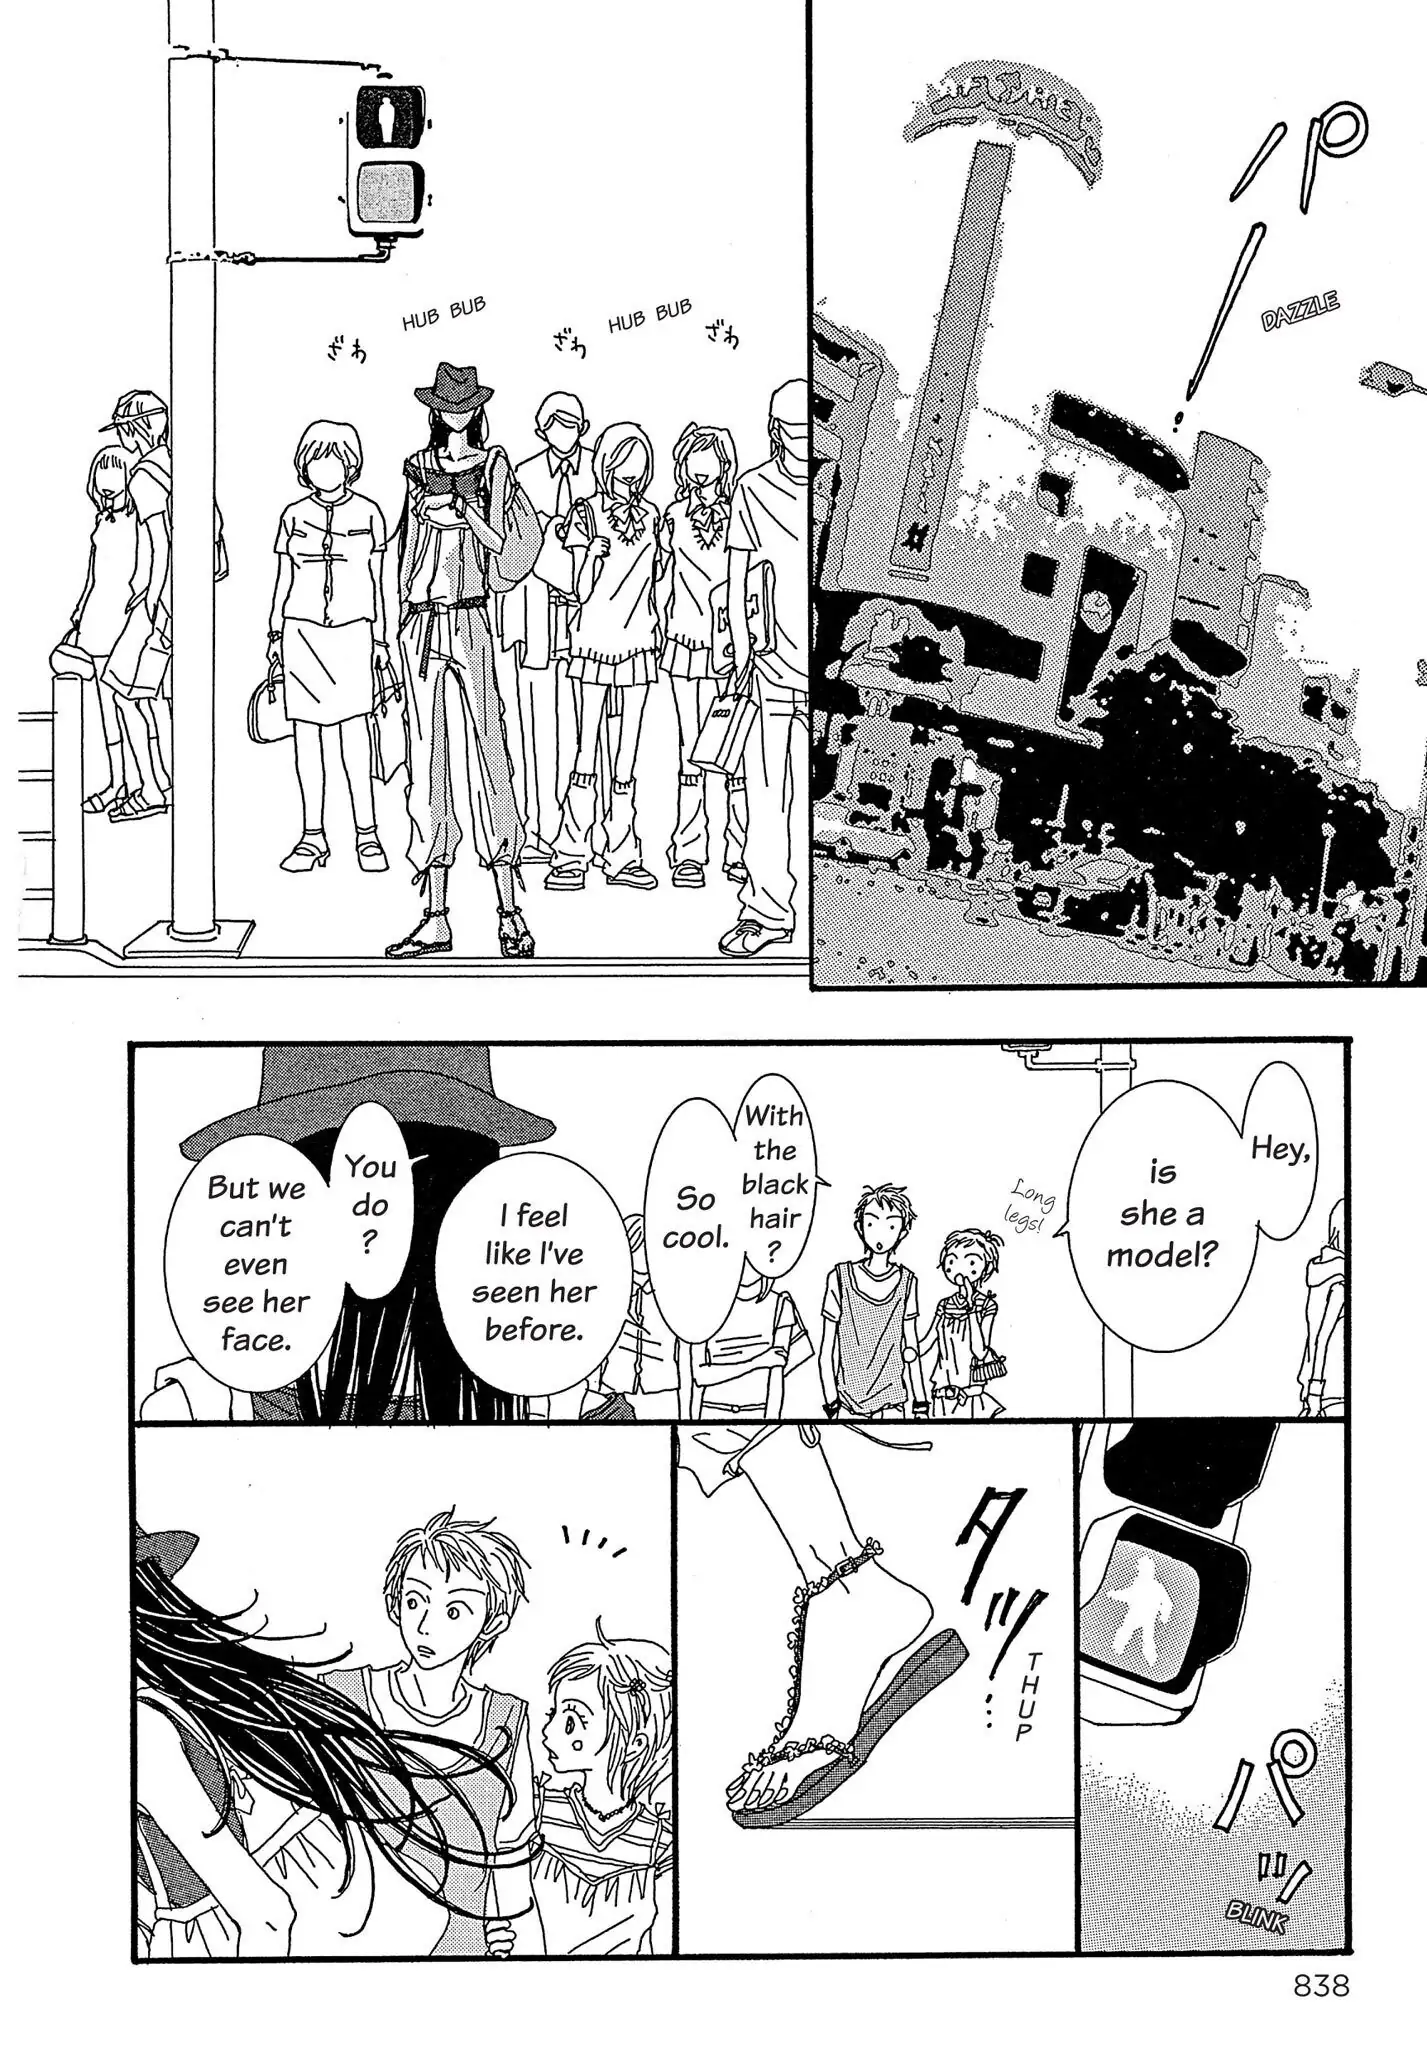 パッ
DAZZLE
ざわ
HUB BUB
ざわ
HUB BUB
ざわ
Hey,
is
she a
model?
Long
legs!
With
the
black
hair
?
So
cool.
I feel
like I've
seen her
before.
You
do
?
But we
can't
even
see her
face.
パッ
BLINK
タッ…
THUP
838